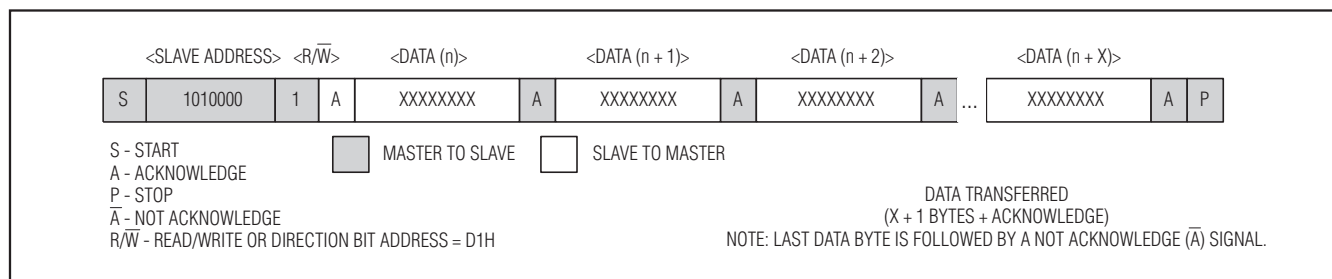 <SLAVE ADDRESS> <R/W̅> <DATA (n)> <DATA (n + 1)> <DATA (n + 2)> <DATA (n + X)>
S 1010000 1 A XXXXXXXX A XXXXXXXX A XXXXXXXX A ... XXXXXXXX A P
S - START
A - ACKNOWLEDGE
P - STOP
A̅ - NOT ACKNOWLEDGE
R/W̅ - READ/WRITE OR DIRECTION BIT ADDRESS = D1H
MASTER TO SLAVE
SLAVE TO MASTER
DATA TRANSFERRED
(X + 1 BYTES + ACKNOWLEDGE)
NOTE: LAST DATA BYTE IS FOLLOWED BY A NOT ACKNOWLEDGE (A̅) SIGNAL.